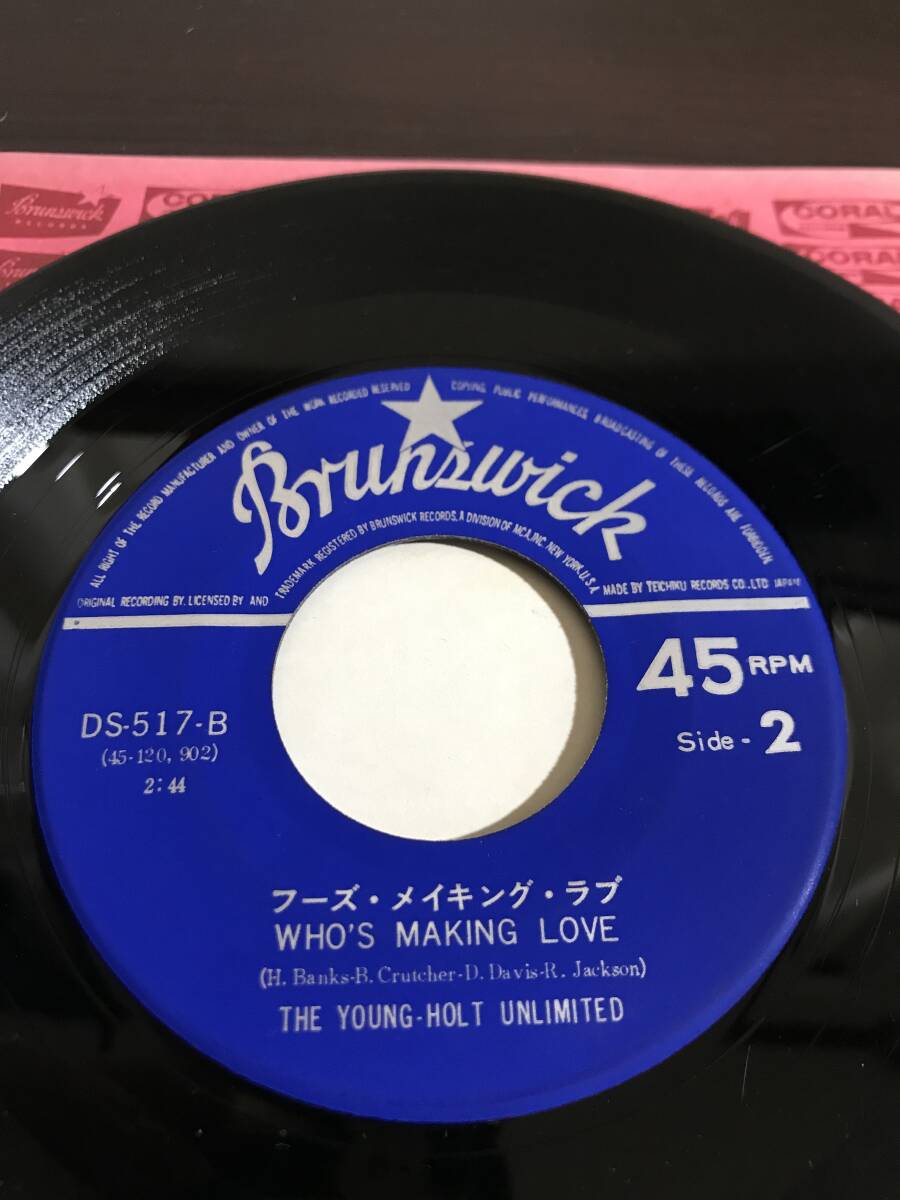 Brunswick
RECORDS
CORAL
CORAL
Brunswick
ALL RIGHT OF THE RECORD MANUFACTURER AND OWNER OF THE WORK RECORDED RESERVED
COPYING, PUBLIC PERFORMANCES, BROADCASTING OF THESE RECORDS ARE FORBIDDEN
Brunswick
ORIGINAL RECORDING BY, LICENSED BY AND
TRADEMARK REGISTERED BY BRUNSWICK RECORDS, A DIVISION OF MCA, INC. NEW YORK, U.S.A.
MADE BY TEICHIKU RECORDS CO., LTD JAPAN
45 RPM
DS-517-B
Side-2
(45-120, 902)
2:44
フーズ・メイキング・ラブ
WHO'S MAKING LOVE
(H. Banks-B. Crutcher-D. Davis-R. Jackson)
THE YOUNG-HOLT UNLIMITED